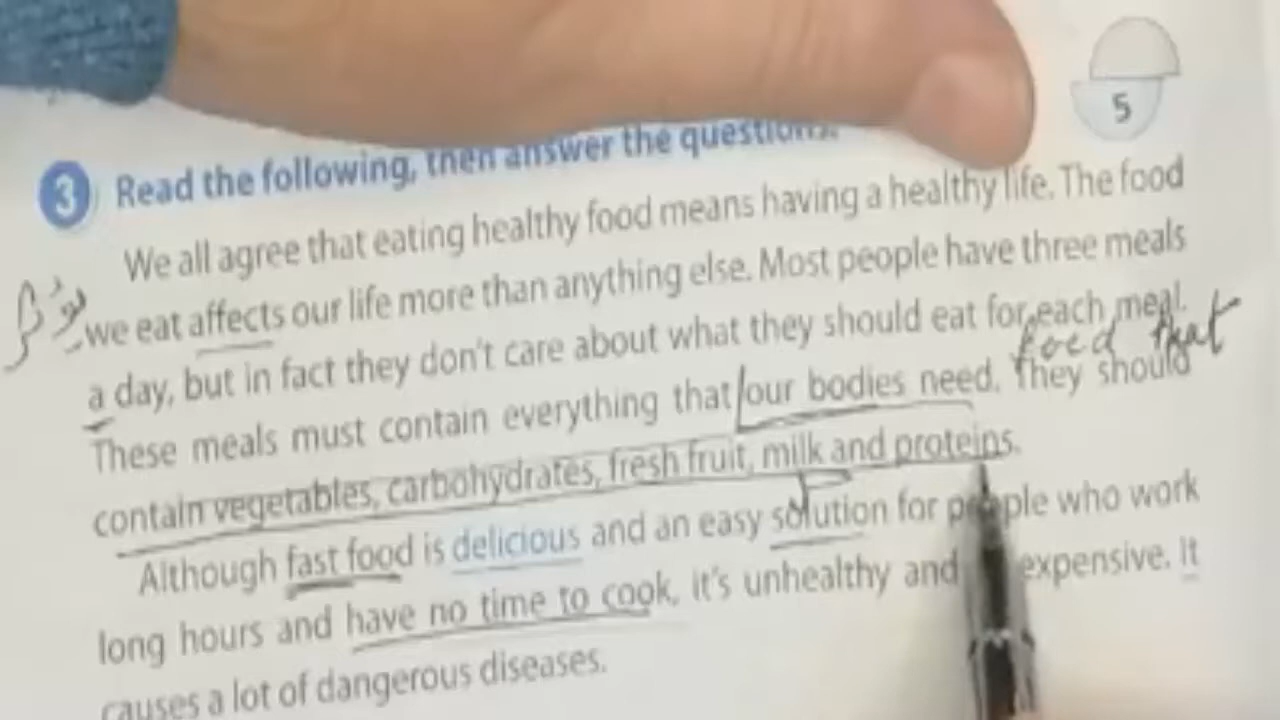 5
3 Read the following, then answer the questions.
We all agree that eating healthy food means having a healthy life. The food
we eat affects our life more than anything else. Most people have three meals
a day, but in fact they don't care about what they should eat for each meal.
food that
These meals must contain everything that our bodies need. They should
contain vegetables, carbohydrates, fresh fruit, milk and proteins.
Although fast food is delicious and an easy solution for people who work
long hours and have no time to cook, it's unhealthy and expensive. It
causes a lot of dangerous diseases.